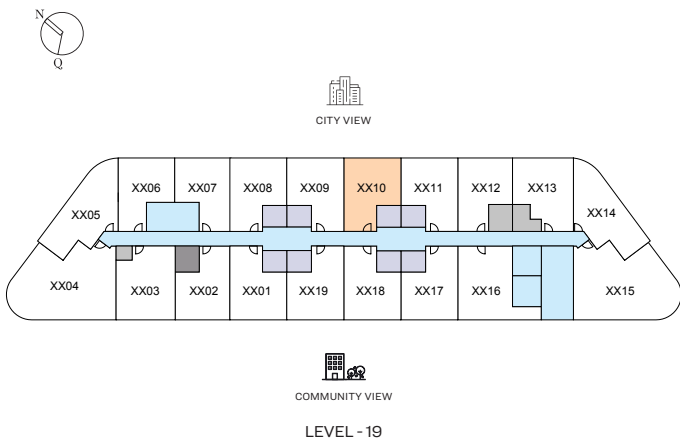 N
Q
CITY VIEW
XX06 XX07 XX08 XX09 XX10 XX11 XX12 XX13
XX05 XX14
XX04 XX03 XX02 XX01 XX19 XX18 XX17 XX16 XX15
COMMUNITY VIEW
LEVEL - 19